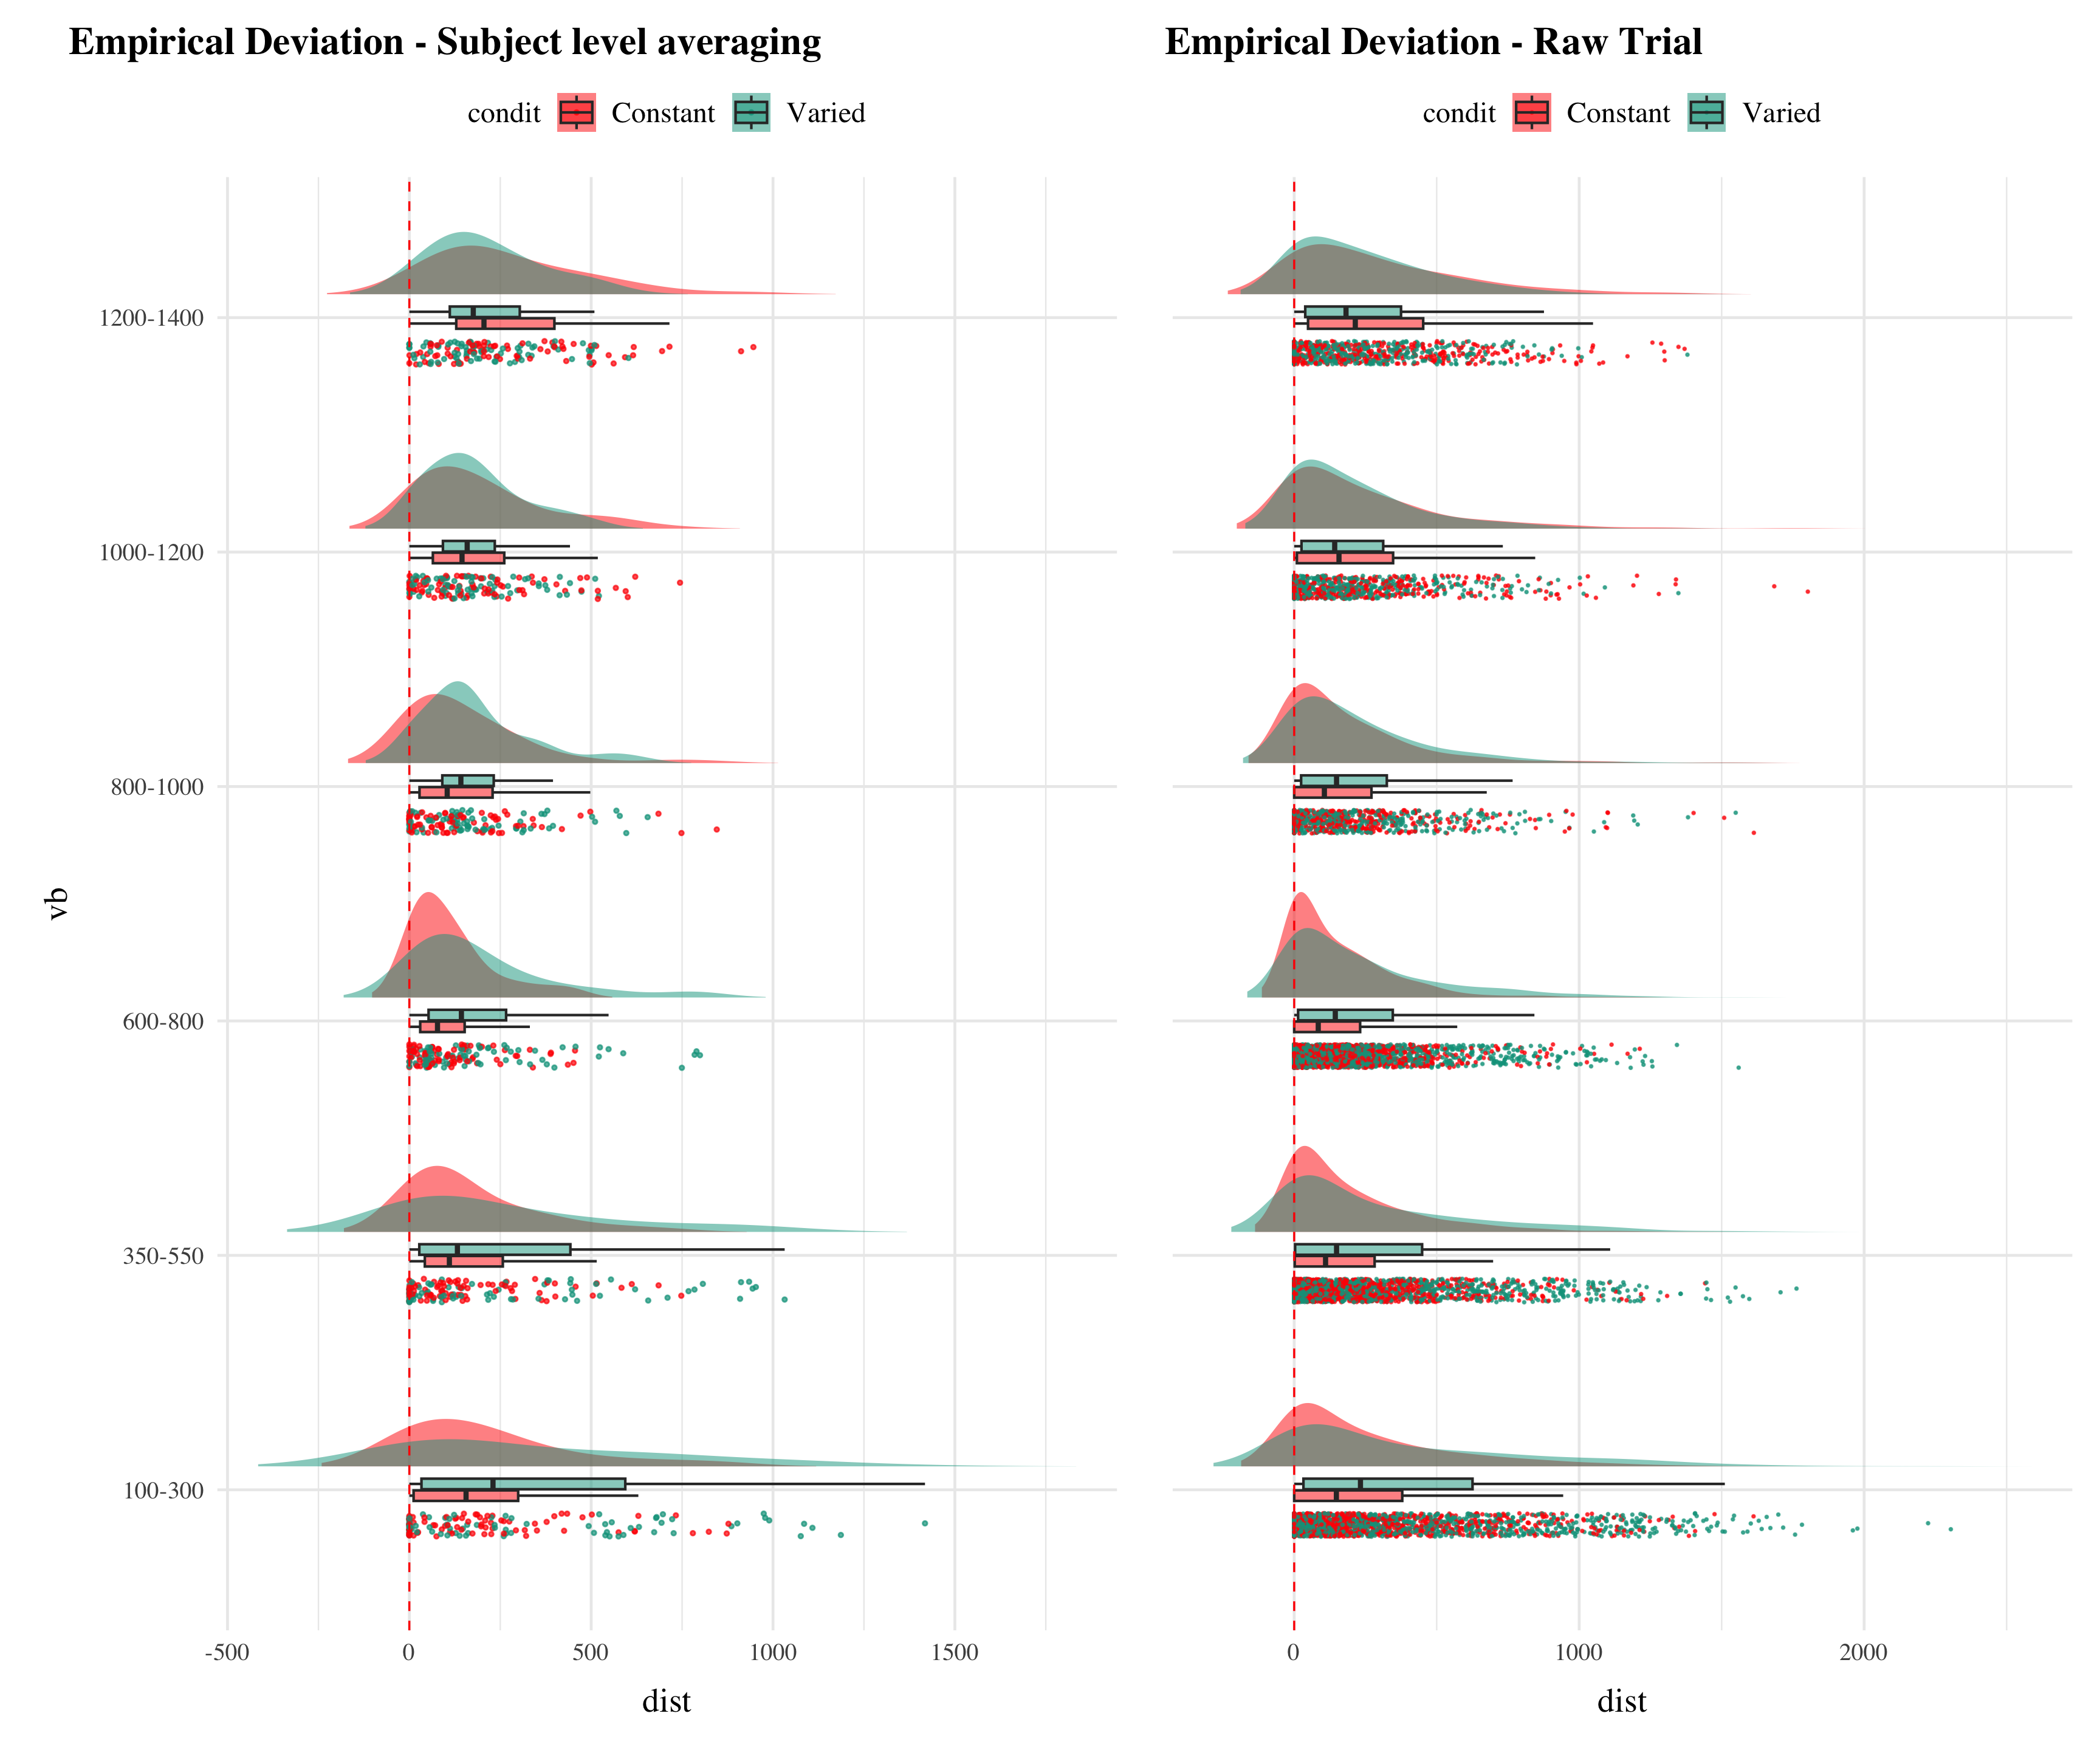 Empirical Deviation - Subject level averaging
condit Constant Varied
vb
1200-1400
1000-1200
800-1000
600-800
350-550
100-300
-500 0 500 1000 1500
dist
Empirical Deviation - Raw Trial
condit Constant Varied
0 1000 2000
dist